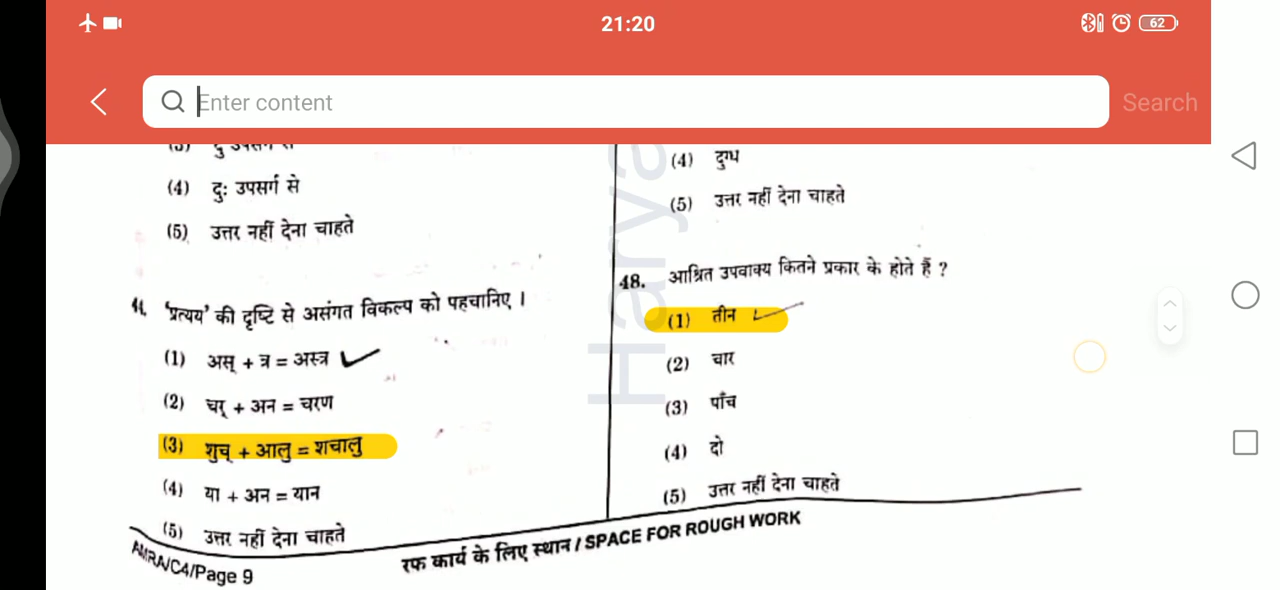 21:20
62
Enter content
Search
(4) दुः उपसर्ग से
(5) उत्तर नहीं देना चाहते
'प्रत्यय' की दृष्टि से असंगत विकल्प को पहचानिए ।
(1) अस् + त्र = अस्त्र
(2) चर् + अन = चरण
(3) शुच् + आलु = शचालु
(4) या + अन = यान
(5) उत्तर नहीं देना चाहते
AMRA/C4/Page 9
(4) दुग्ध
(5) उत्तर नहीं देना चाहते
48. आश्रित उपवाक्य कितने प्रकार के होते हैं ?
(1) तीन
(2) चार
(3) पाँच
(4) दो
(5) उत्तर नहीं देना चाहते
रफ कार्य के लिए स्थान / SPACE FOR ROUGH WORK
Harya